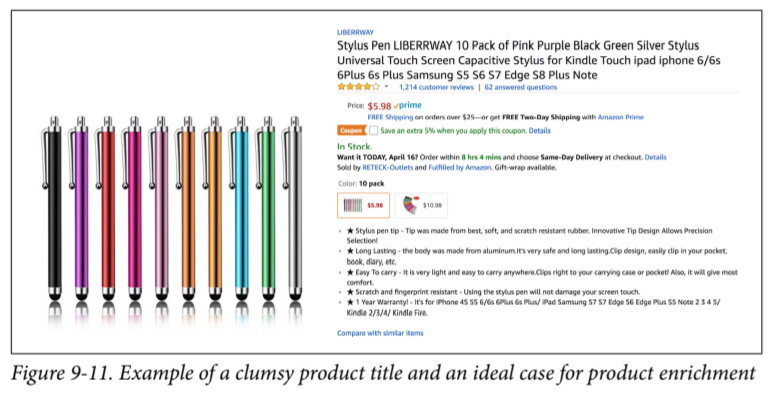 LIBERRWAY
Stylus Pen LIBERRWAY 10 Pack of Pink Purple Black Green Silver Stylus
Universal Touch Screen Capacitive Stylus for Kindle Touch ipad iphone 6/6s
6Plus 6s Plus Samsung S5 S6 S7 Edge S8 Plus Note
1,214 customer reviews | 62 answered questions
Price: $5.98 ✓prime
FREE Shipping on orders over $25—or get FREE Two-Day Shipping with Amazon Prime
Coupon Save an extra 5% when you apply this coupon. Details
In Stock.
Want it TODAY, April 16? Order within 8 hrs 4 mins and choose Same-Day Delivery at checkout. Details
Sold by RETECK-Outlets and Fulfilled by Amazon. Gift-wrap available.
Color: 10 pack
$5.98 $10.98
• ★ Stylus pen tip - Tip was made from best, soft, and scratch resistant rubber. Innovative Tip Design Allows Precision
Selection!
• ★ Long Lasting - the body was made from aluminum.It's very safe and long lasting.Clip design, easily clip in your pocket,
book, diary, etc.
• ★ Easy To carry - It is very light and easy to carry anywhere.Clips right to your carrying case or pocket! Also, it will give most
comfort.
• ★ Scratch and fingerprint resistant - Using the stylus pen will not damage your screen touch.
• ★ 1 Year Warranty! - It's for iPhone 4S 5S 6/6s 6Plus 6s Plus/ iPad Samsung S7 S7 Edge S6 Edge Plus S5 Note 2 3 4 5/
Kindle 2/3/4/ Kindle Fire.
Compare with similar items
Figure 9-11. Example of a clumsy product title and an ideal case for product enrichment